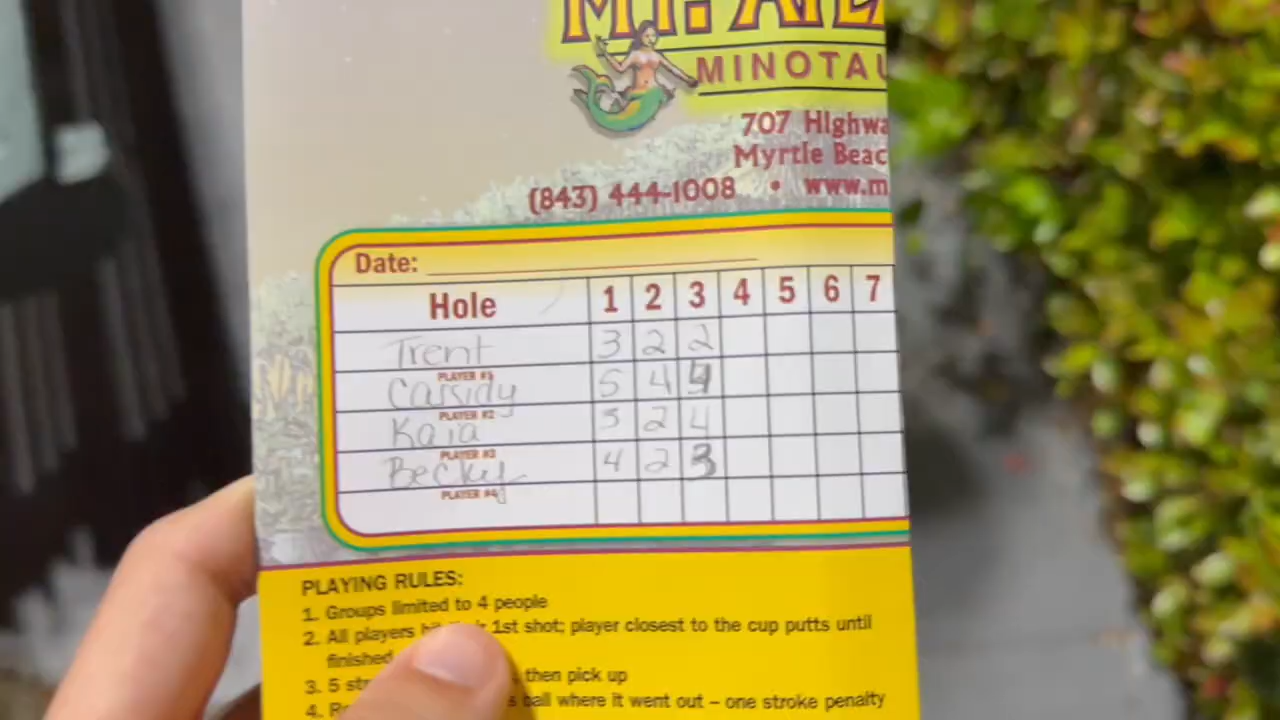 MT. ATLA
MINOTAU
707 Highwa
Myrtle Beac
(843) 444-1008 • www.m
Date:
Hole 1 2 3 4 5 6 7
Trent 3 2 2
PLAYER #1
Cassidy 5 4 4
PLAYER #2
Kaia 3 2 4
PLAYER #3
Becky 4 2 3
PLAYER #4
PLAYING RULES:
1. Groups limited to 4 people
2. All players 1st shot; player closest to the cup putts until
finished
3. 5 str then pick up
4. ball where it went out – one stroke penalty